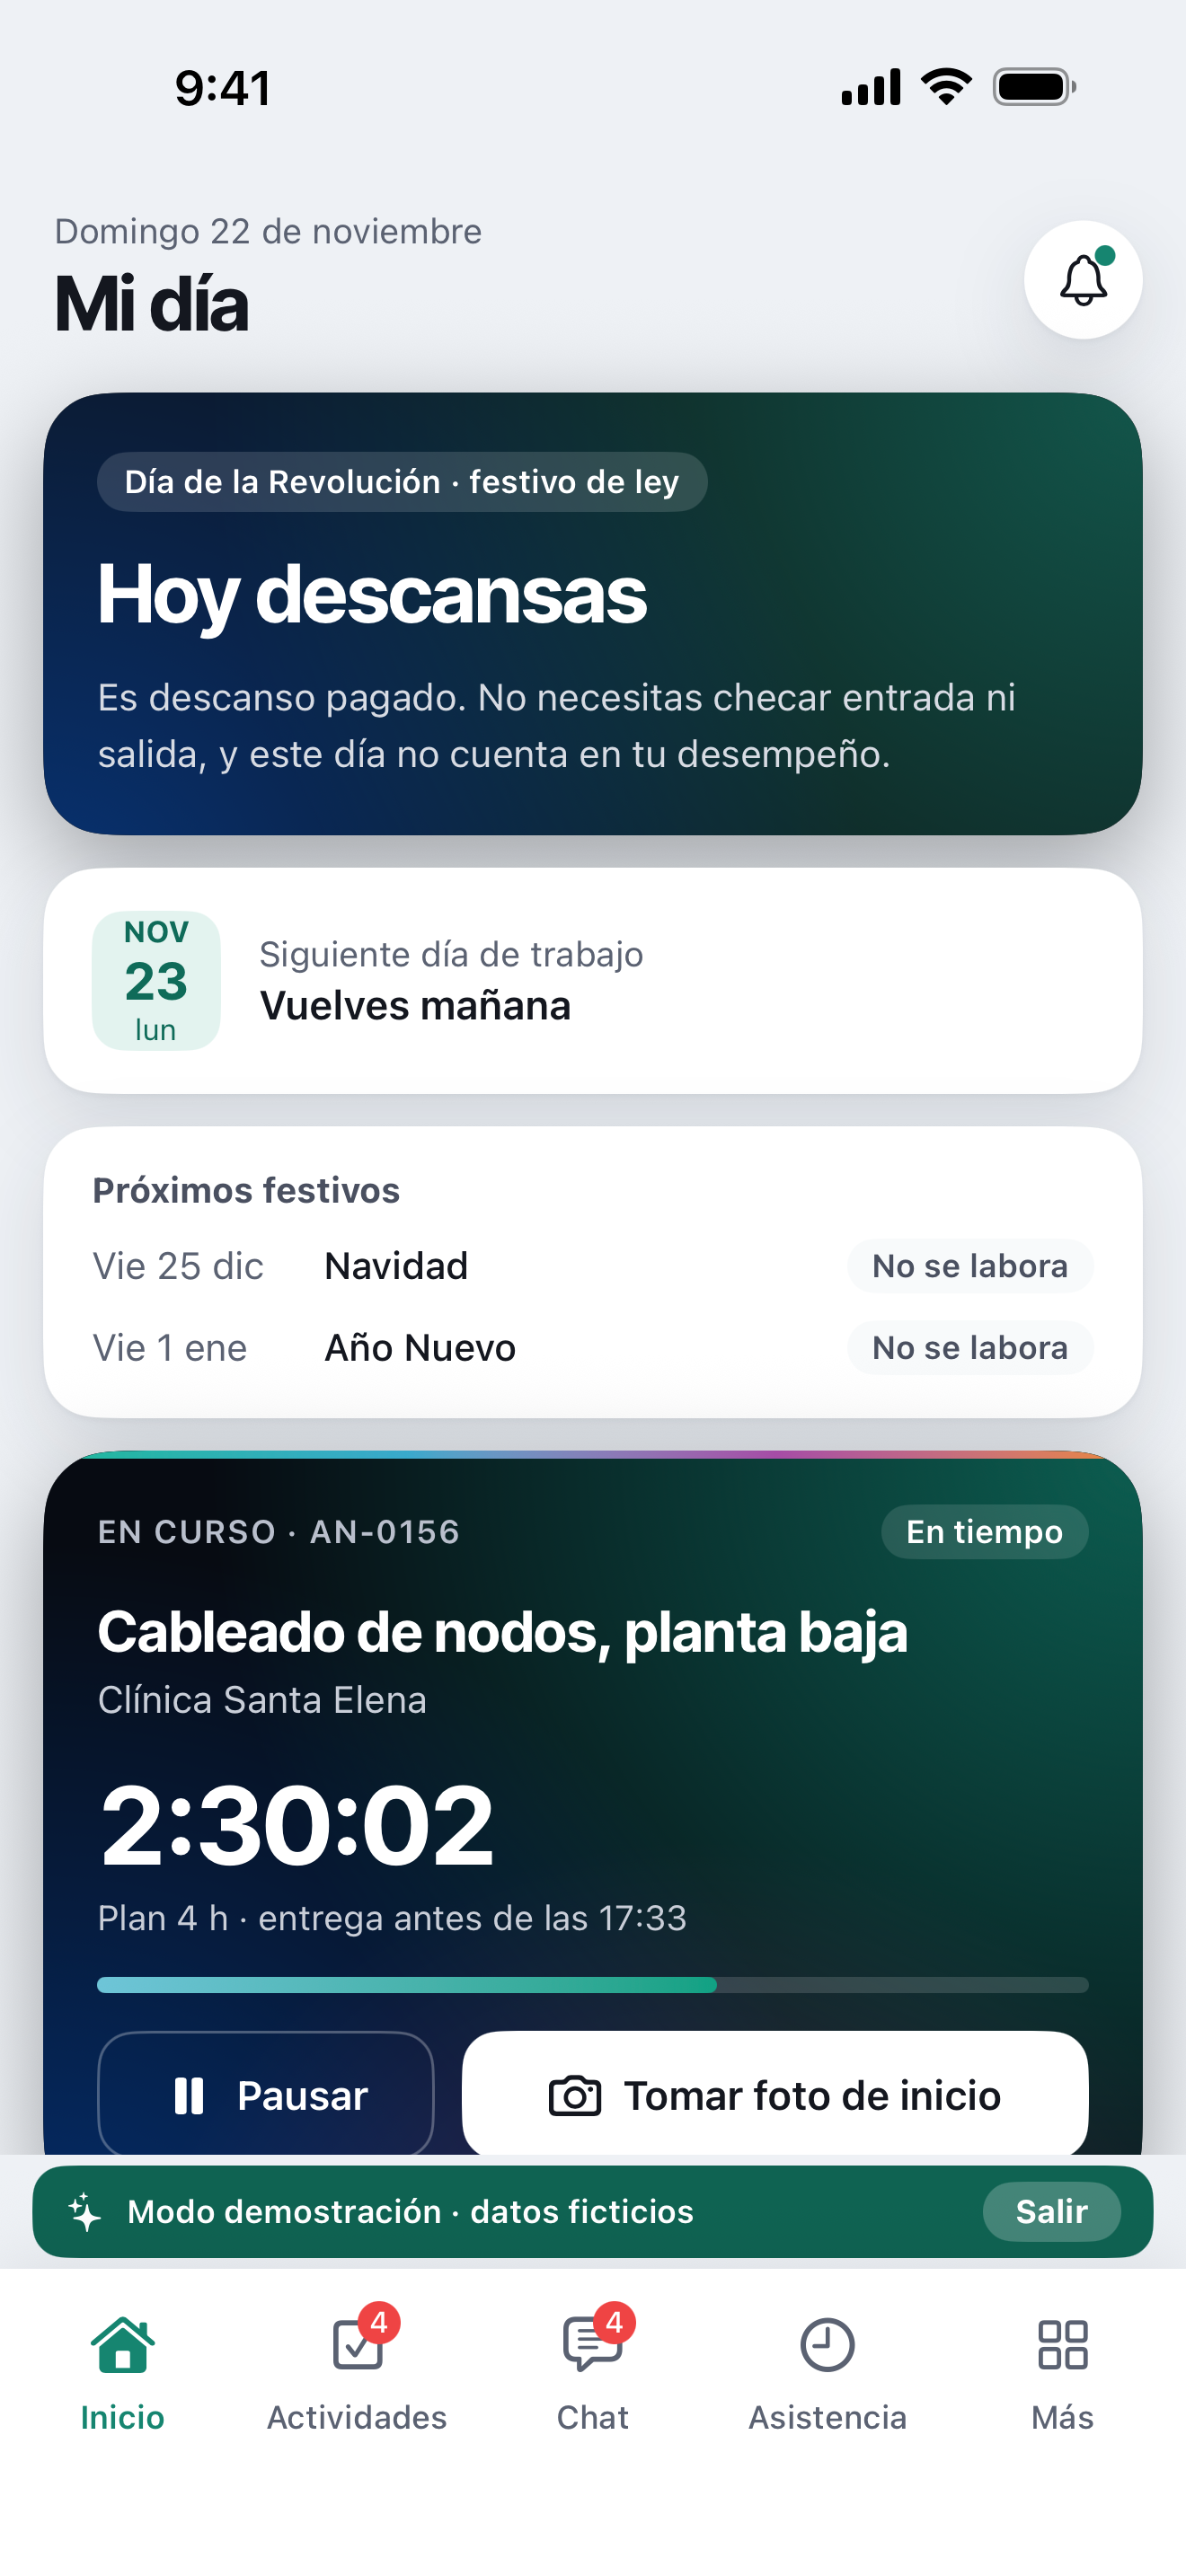 9:41
Domingo 22 de noviembre
Mi día
Día de la Revolución · festivo de ley
Hoy descansas
Es descanso pagado. No necesitas checar entrada ni
salida, y este día no cuenta en tu desempeño.
NOV
23
lun
Siguiente día de trabajo
Vuelves mañana
Próximos festivos
Vie 25 dic Navidad No se labora
Vie 1 ene Año Nuevo No se labora
EN CURSO · AN-0156 En tiempo
Cableado de nodos, planta baja
Clínica Santa Elena
2:30:02
Plan 4 h · entrega antes de las 17:33
Pausar Tomar foto de inicio
Modo demostración · datos ficticios Salir
4 4
Inicio Actividades Chat Asistencia Más